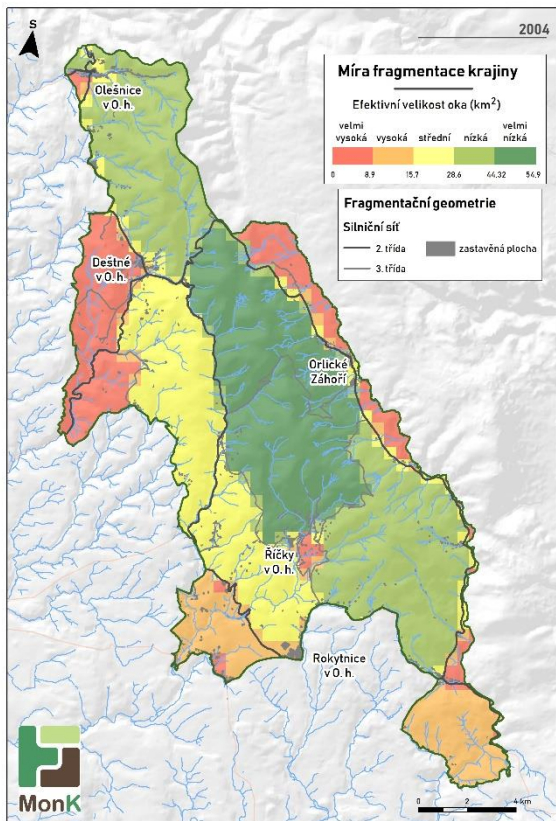 2004
S
Míra fragmentace krajiny
Efektivní velikost oka (km²)
velmi vysoká
vysoká
střední
nízká
velmi nízká
0 8,9 15,7 28,6 44,32 54,9
Fragmentační geometrie
Silniční síť
2. třída
zastavěná plocha
3. třída
Olešnice
v O. h.
Deštné
v O. h.
Orlické
Záhoří
Říčky
v O. h.
Rokytnice
v O. h.
MonK
0 2 4 km